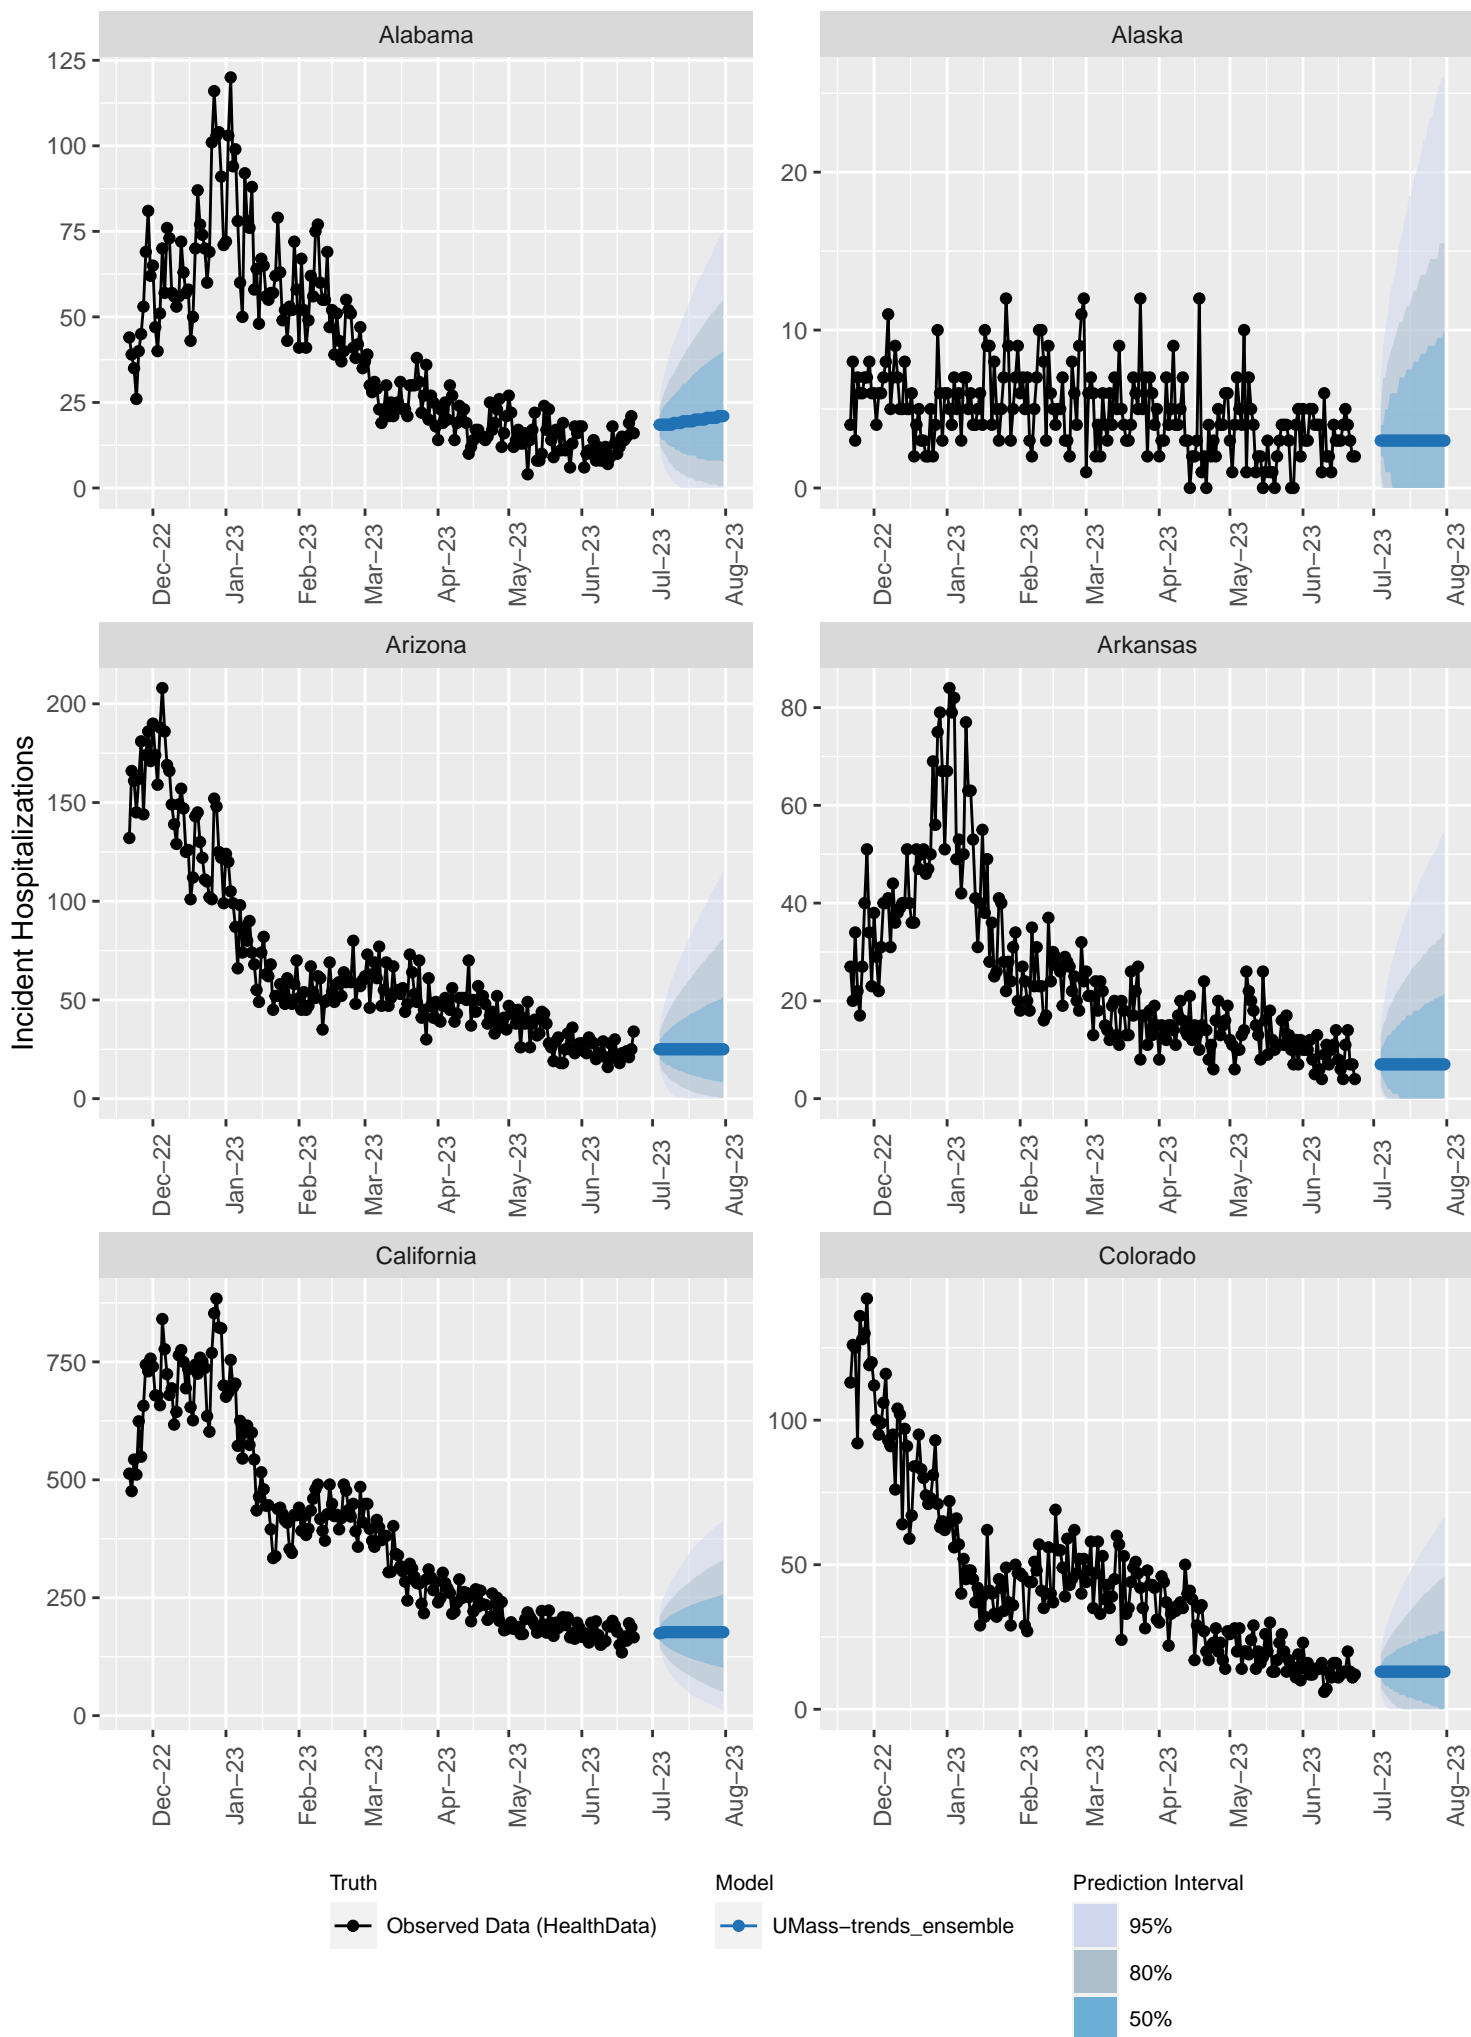 Alabama
Alaska
125
100
75
50
25
0
20
10
0
Dec−22
Jan−23
Feb−23
Mar−23
Apr−23
May−23
Jun−23
Jul−23
Aug−23
Dec−22
Jan−23
Feb−23
Mar−23
Apr−23
May−23
Jun−23
Jul−23
Aug−23
Arizona
Arkansas
Incident Hospitalizations
200
150
100
50
0
80
60
40
20
0
Dec−22
Jan−23
Feb−23
Mar−23
Apr−23
May−23
Jun−23
Jul−23
Aug−23
Dec−22
Jan−23
Feb−23
Mar−23
Apr−23
May−23
Jun−23
Jul−23
Aug−23
California
Colorado
750
500
250
0
100
50
0
Dec−22
Jan−23
Feb−23
Mar−23
Apr−23
May−23
Jun−23
Jul−23
Aug−23
Dec−22
Jan−23
Feb−23
Mar−23
Apr−23
May−23
Jun−23
Jul−23
Aug−23
Truth
Observed Data (HealthData)
Model
UMass−trends_ensemble
Prediction Interval
95%
80%
50%